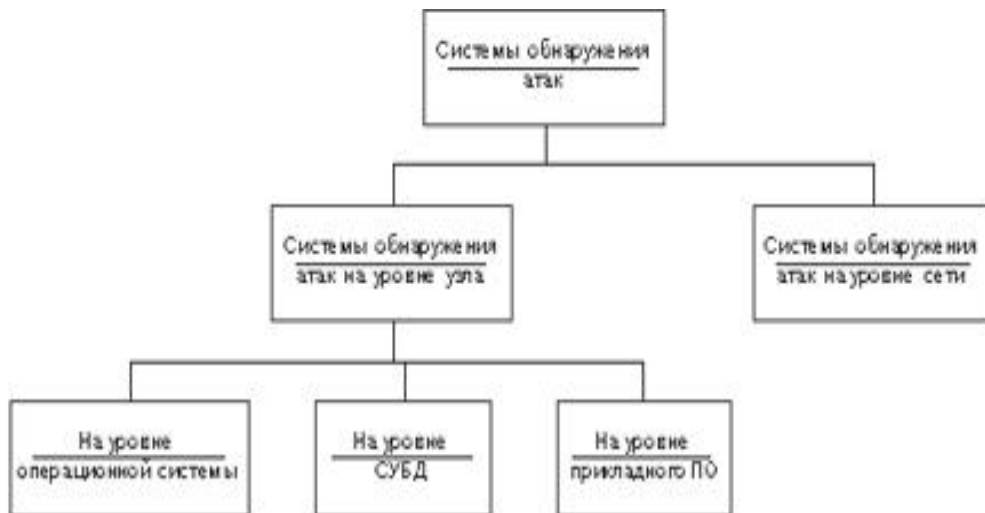 Системы обнаружения
атак
Системы обнаружения
атак на уровне узла
Системы обнаружения
атак на уровне сети
На уровне
операционной системы
На уровне
СУБД
На уровне
прикладного ПО